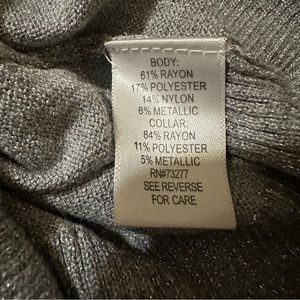 BODY:
61% RAYON
17% POLYESTER
14% NYLON
8% METALLIC
COLLAR
84% RAYON
11% POLYESTER
5% METALLIC
RN#73277
SEE REVERSE
FOR CARE